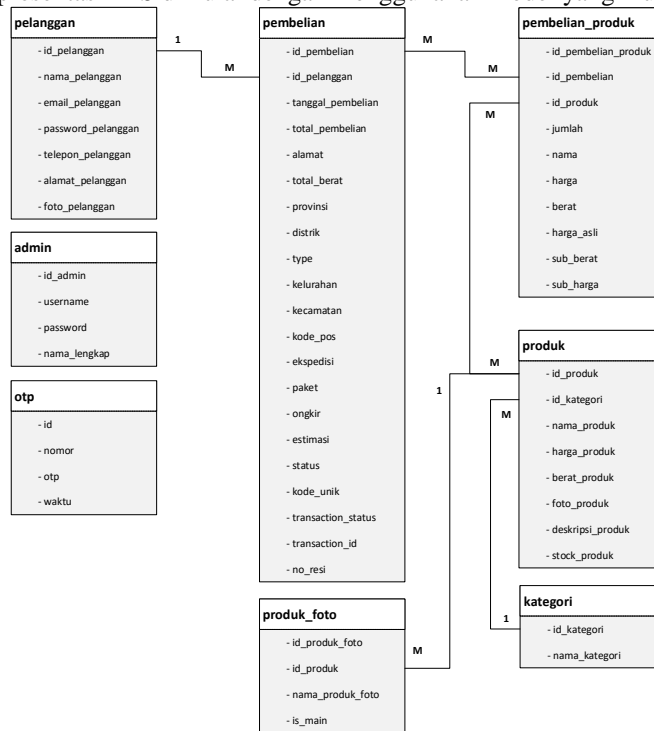 pelanggan
- id_pelanggan
- nama_pelanggan
- email_pelanggan
- password_pelanggan
- telepon_pelanggan
- alamat_pelanggan
- foto_pelanggan
admin
- id_admin
- username
- password
- nama_lengkap
otp
- id
- nomor
- otp
- waktu
1
M
pembelian
- id_pembelian
- id_pelanggan
- tanggal_pembelian
- total_pembelian
- alamat
- total_berat
- provinsi
- distrik
- type
- kelurahan
- kecamatan
- kode_pos
- ekspedisi
- paket
- ongkir
- estimasi
- status
- kode_unik
- transaction_status
- transaction_id
- no_resi
produk_foto
- id_produk_foto
- id_produk
- nama_produk_foto
- is_main
M
M
M
1
M
pembelian_produk
- id_pembelian_produk
- id_pembelian
- id_produk
- jumlah
- nama
- harga
- berat
- harga_asli
- sub_berat
- sub_harga
M
M
produk
- id_produk
- id_kategori
- nama_produk
- harga_produk
- berat_produk
- foto_produk
- deskripsi_produk
- stock_produk
1
kategori
- id_kategori
- nama_kategori